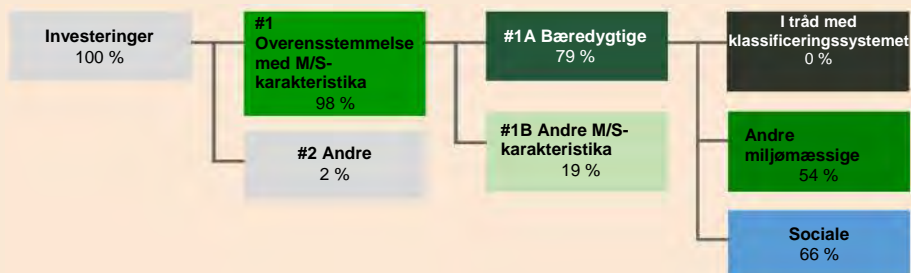 Investeringer
100 %
#1
Overensstemmelse
med M/S-
karakteristika
98 %
#2 Andre
2 %
#1A Bæredygtige
79 %
#1B Andre M/S-
karakteristika
19 %
I tråd med
klassificeringssystemet
0 %
Andre
miljømæssige
54 %
Sociale
66 %